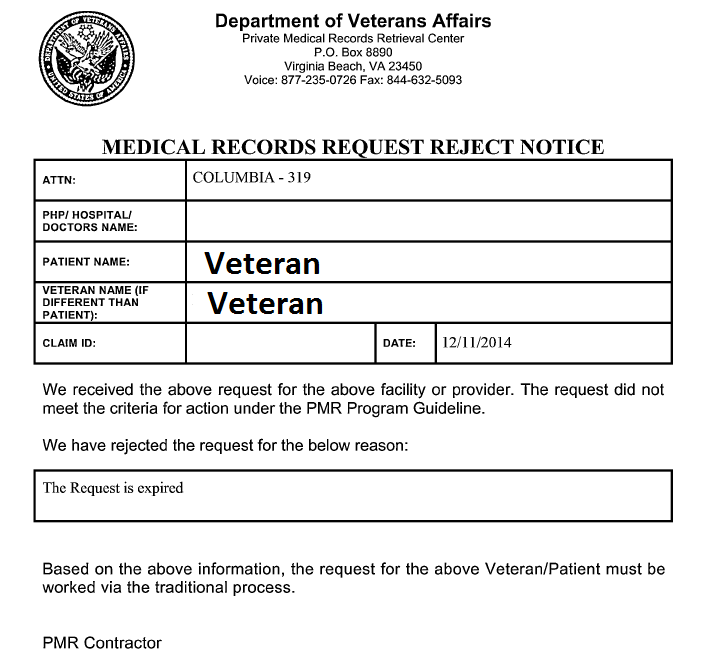 DEPARTMENT OF VETERANS AFFAIRS
UNITED STATES OF AMERICA
Department of Veterans Affairs
Private Medical Records Retrieval Center
P.O. Box 8890
Virginia Beach, VA 23450
Voice: 877-235-0726 Fax: 844-632-5093
MEDICAL RECORDS REQUEST REJECT NOTICE
ATTN: COLUMBIA - 319
PHP/ HOSPITAL/
DOCTORS NAME:
PATIENT NAME: Veteran
VETERAN NAME (IF
DIFFERENT THAN
PATIENT): Veteran
CLAIM ID: DATE: 12/11/2014
We received the above request for the above facility or provider. The request did not
meet the criteria for action under the PMR Program Guideline.
We have rejected the request for the below reason:
The Request is expired
Based on the above information, the request for the above Veteran/Patient must be
worked via the traditional process.
PMR Contractor